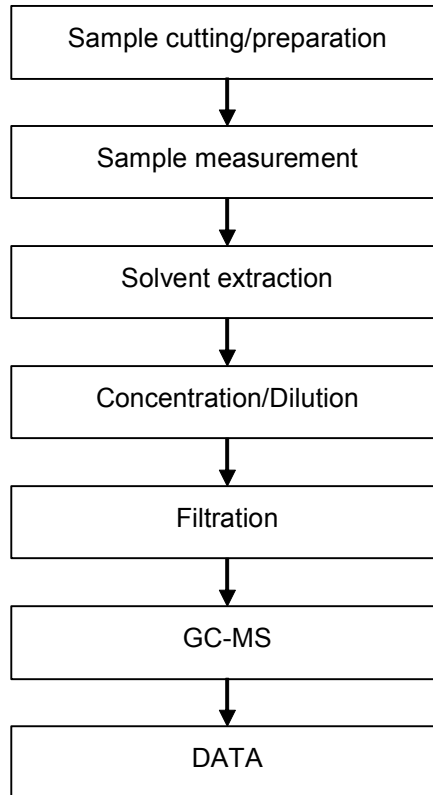 Sample cutting/preparation
Sample measurement
Solvent extraction
Concentration/Dilution
Filtration
GC-MS
DATA